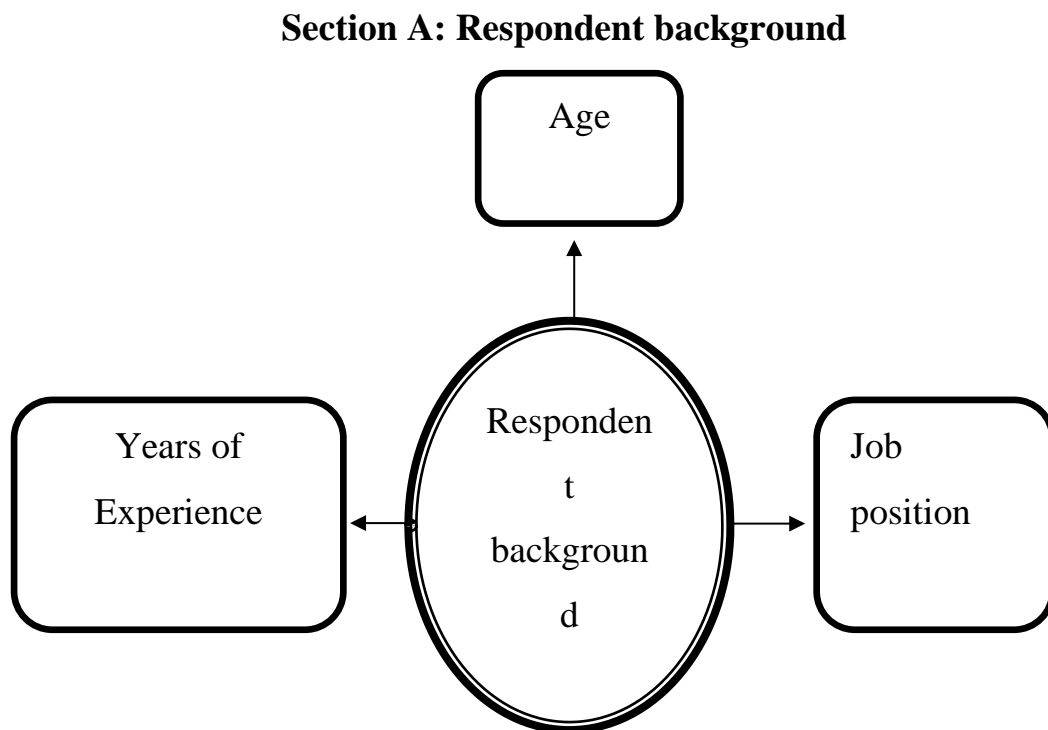 Section A: Respondent background
Age
Years of
Experience
Responden
t
backgroun
d
Job
position